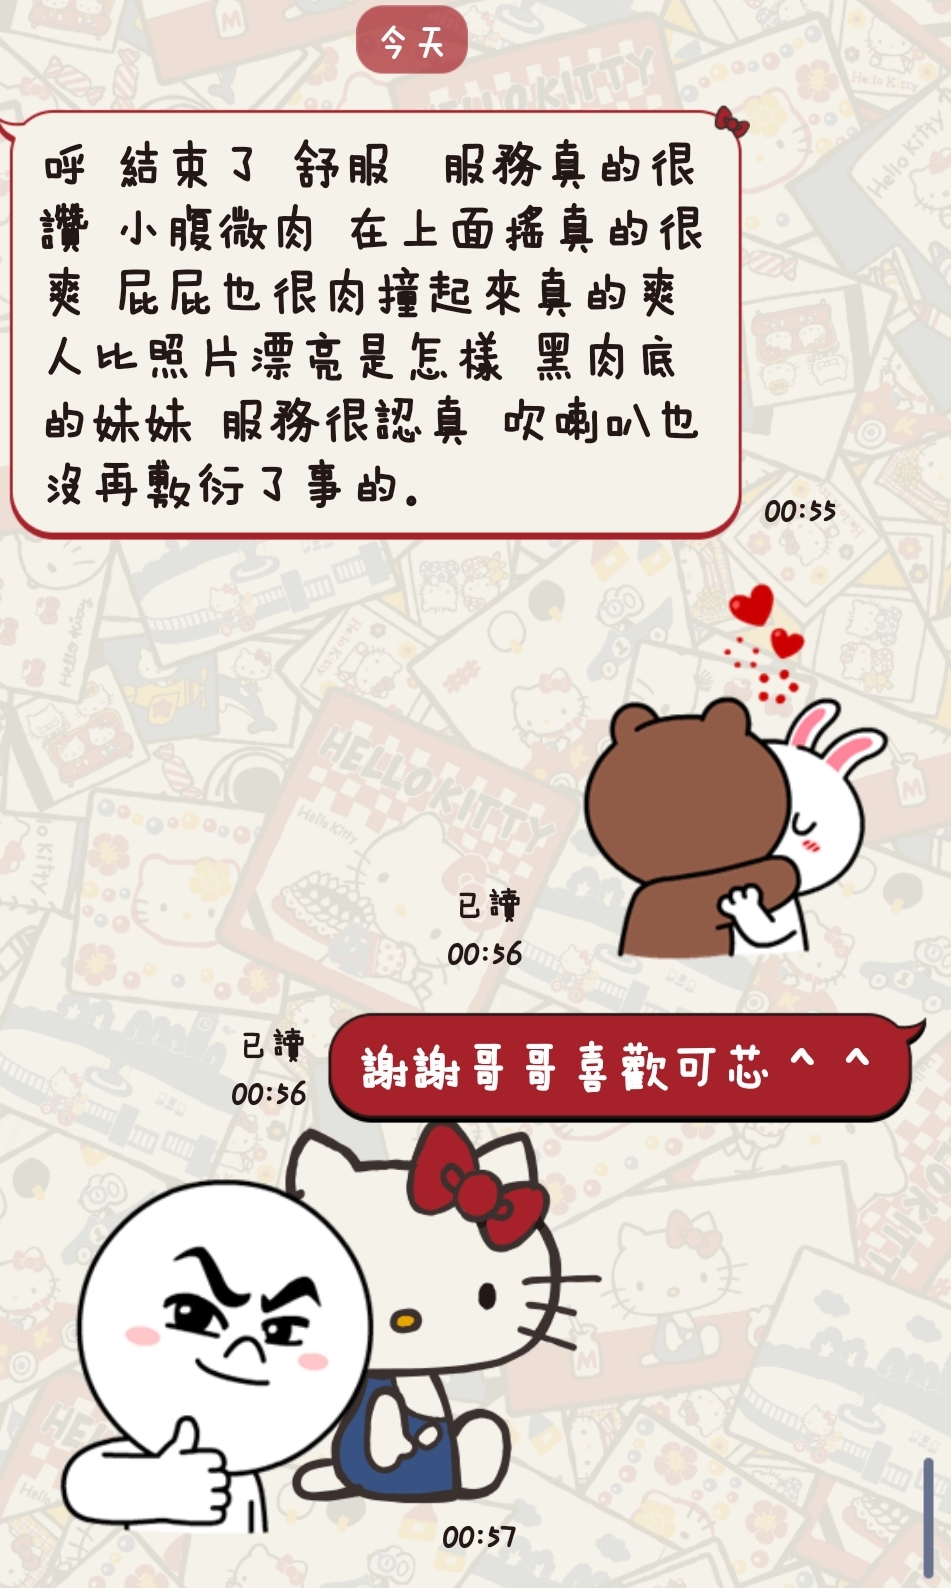 今天
呼 結束了 舒服 服務真的很
讚 小腹微肉 在上面搖真的很
爽 屁屁也很肉撞起來真的爽
人比照片漂亮是怎樣 黑肉底
的妹妹 服務很認真 吹喇叭也
沒再敷衍了事的。
00:55
已讀
00:56
已讀
00:56
謝謝哥哥喜歡可芯^ ^
00:57
HELLO KITTY
Hello Kitty